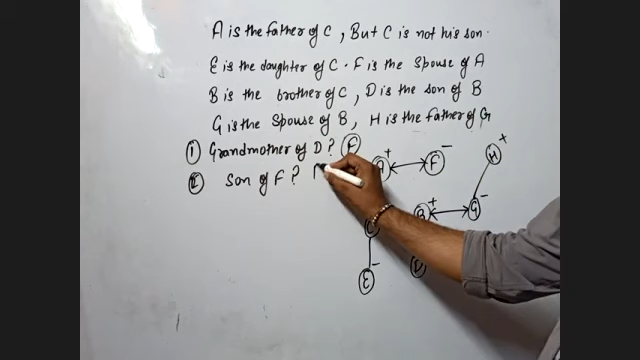 A is the father of C, But C is not his son.
E is the daughter of C. F is the spouse of A
B is the brother of C, D is the son of B
G is the spouse of B, H is the father of G
① Grandmother of D? F
② Son of F?
A + ↔ F -
H +
B + ↔ G -
C
E -
D